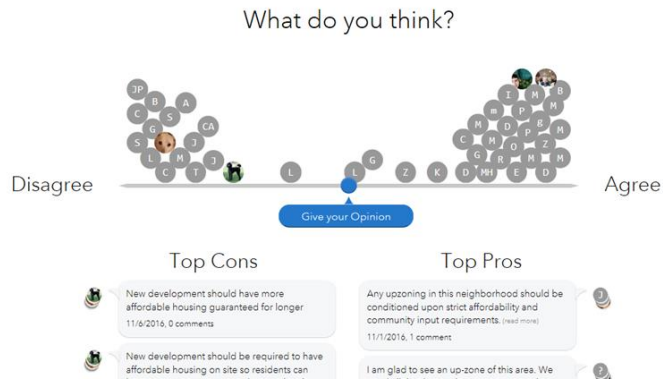 What do you think?
JP
B
A
C
S
G
CA
S
J
L
M
J
C
T
L
L
G
Z
K
I
M
B
m
P
M
M
D
P
g
M
C
M
O
Z
G
R
M
M
D
MH
E
D
Disagree
Agree
Give your Opinion
Top Cons
Top Pros
New development should have more
affordable housing guaranteed for longer
11/6/2016, 0 comments
Any upzoning in this neighborhood should be
conditioned upon strict affordability and
community input requirements. (read more)
11/1/2016, 1 comment
J
New development should be required to have
affordable housing on site so residents can
I am glad to see an up-zone of this area. We
?